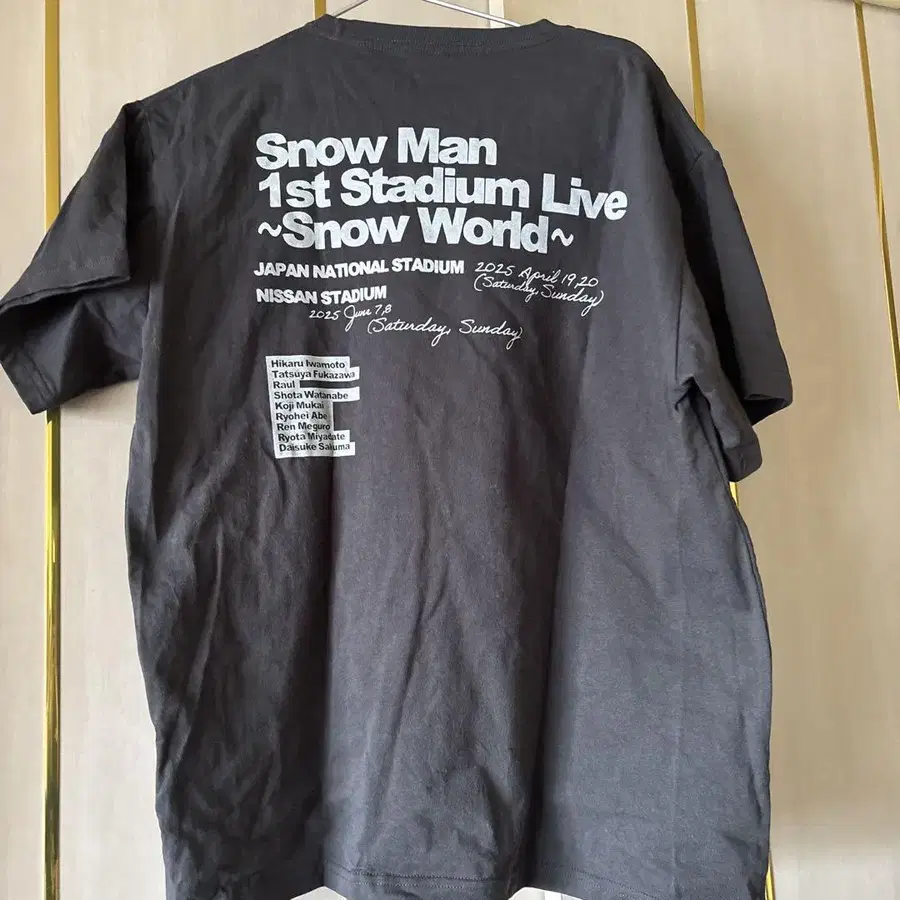 Snow Man
1st Stadium Live
~Snow World~
JAPAN NATIONAL STADIUM 2025 April 19,20
(Saturday, Sunday)
NISSAN STADIUM
2025 June 7,8
(Saturday, Sunday)
Hikaru Iwamoto
Tatsuya Fukazawa
Raul
Shota Watanabe
Koji Mukai
Ryohei Abe
Ren Meguro
Ryota Miyadate
Daisuke Sakuma